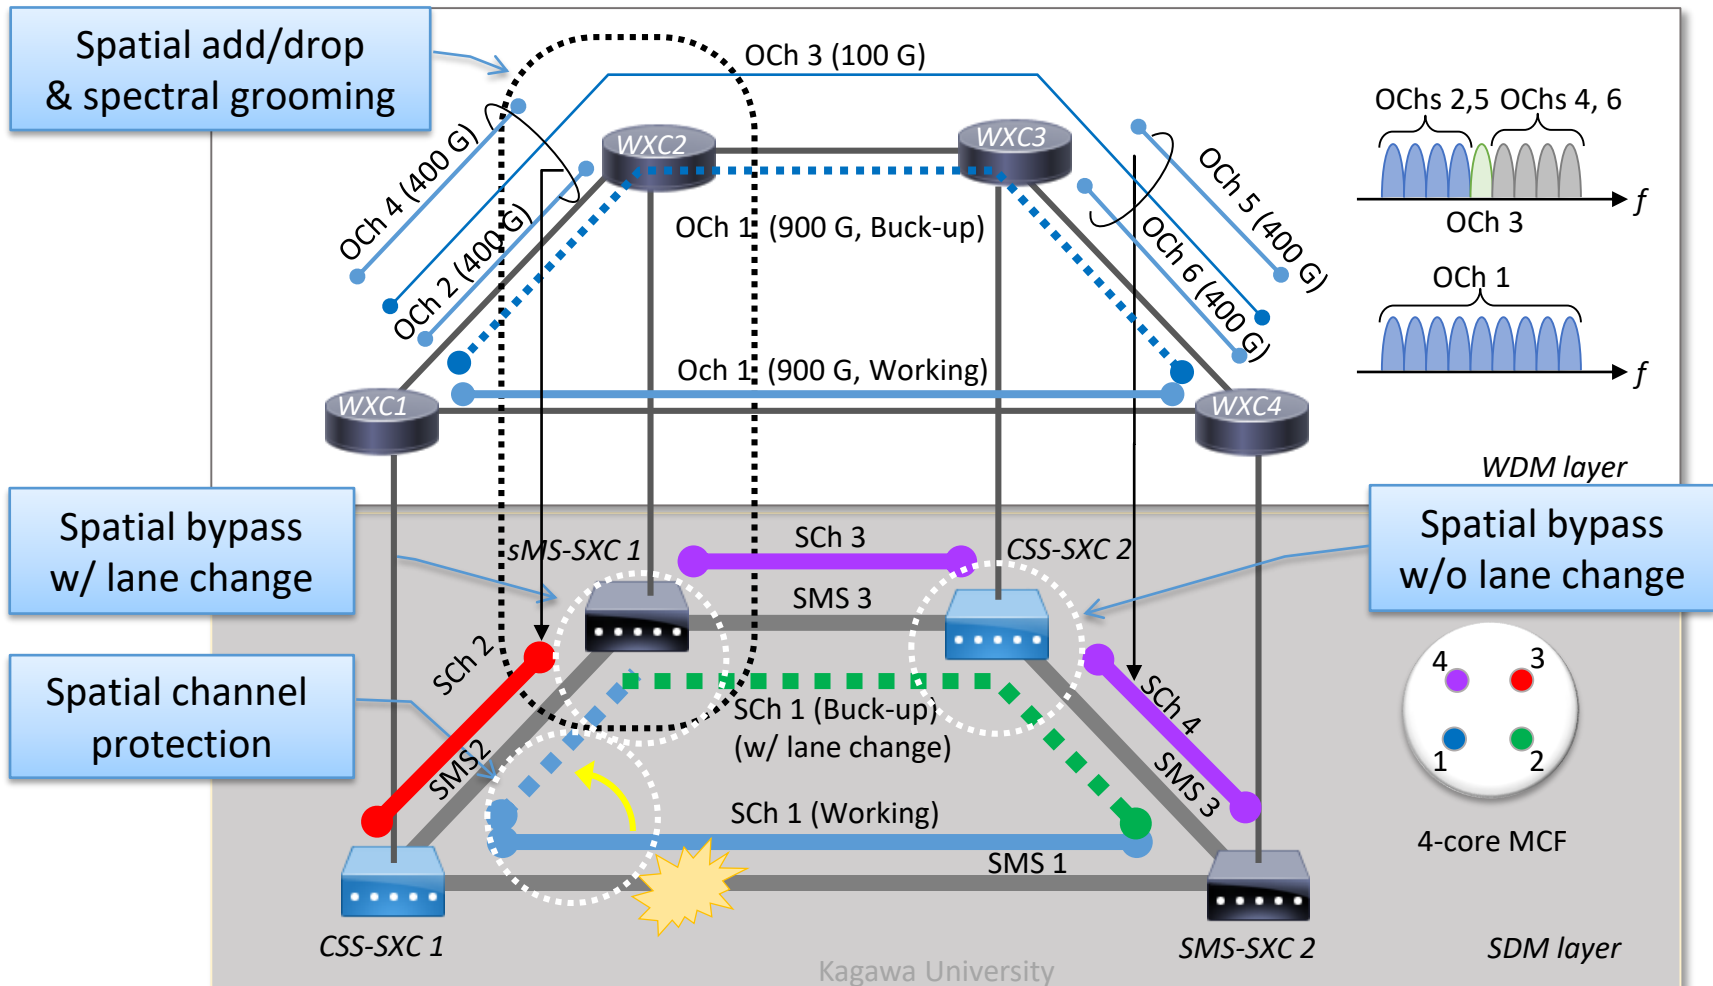 Spatial add/drop
& spectral grooming
OCh 3 (100 G)
OChs 2,5
OChs 4, 6
WXC2
WXC3
OCh 4 (400 G)
OCh 2 (400 G)
OCh 5 (400 G)
OCh 6 (400 G)
f
OCh 3
OCh 1 (900 G, Buck-up)
OCh 1
f
Och 1 (900 G, Working)
WXC1
WXC4
WDM layer
Spatial bypass
w/ lane change
Spatial bypass
w/o lane change
sMS-SXC 1
SCh 3
CSS-SXC 2
SMS 3
SCh 2
SMS2
Spatial channel
protection
SCh 1 (Buck-up)
(w/ lane change)
SCh 4
SMS 3
4
3
1
2
4-core MCF
SCh 1 (Working)
SMS 1
CSS-SXC 1
SMS-SXC 2
SDM layer
Kagawa University